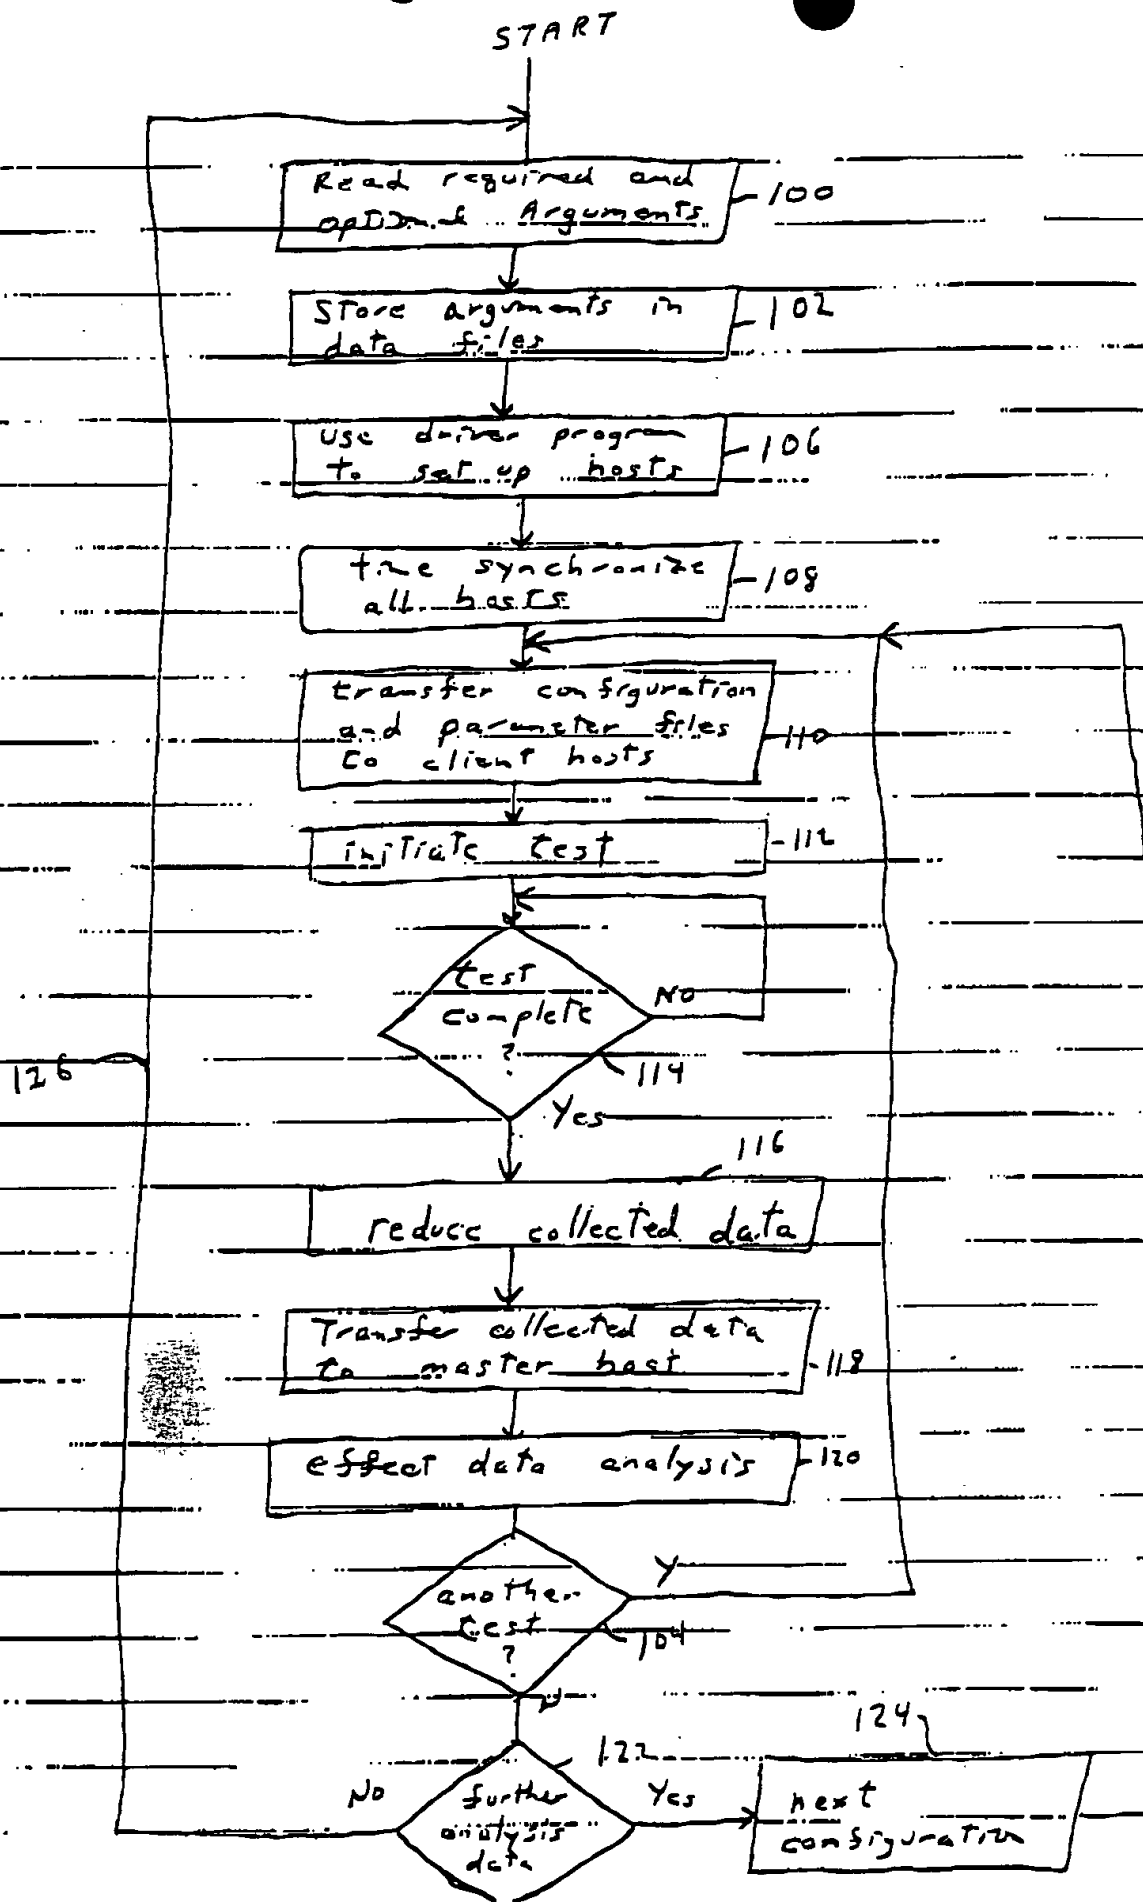 START
Read required and
optional Arguments
100
Store arguments in
data files
102
use driver program
to set up hosts
106
time synchronize
all hosts
108
transfer configuration
and parameter files
to client hosts
110
initiate test
112
test
complete
?
No
114
Yes
126
116
reduce collected data
Transfer collected data
to master host
118
effect data analysis
120
another
test
?
Y
104
N
122
124
No
further
analysis
data
Yes
next
configuration